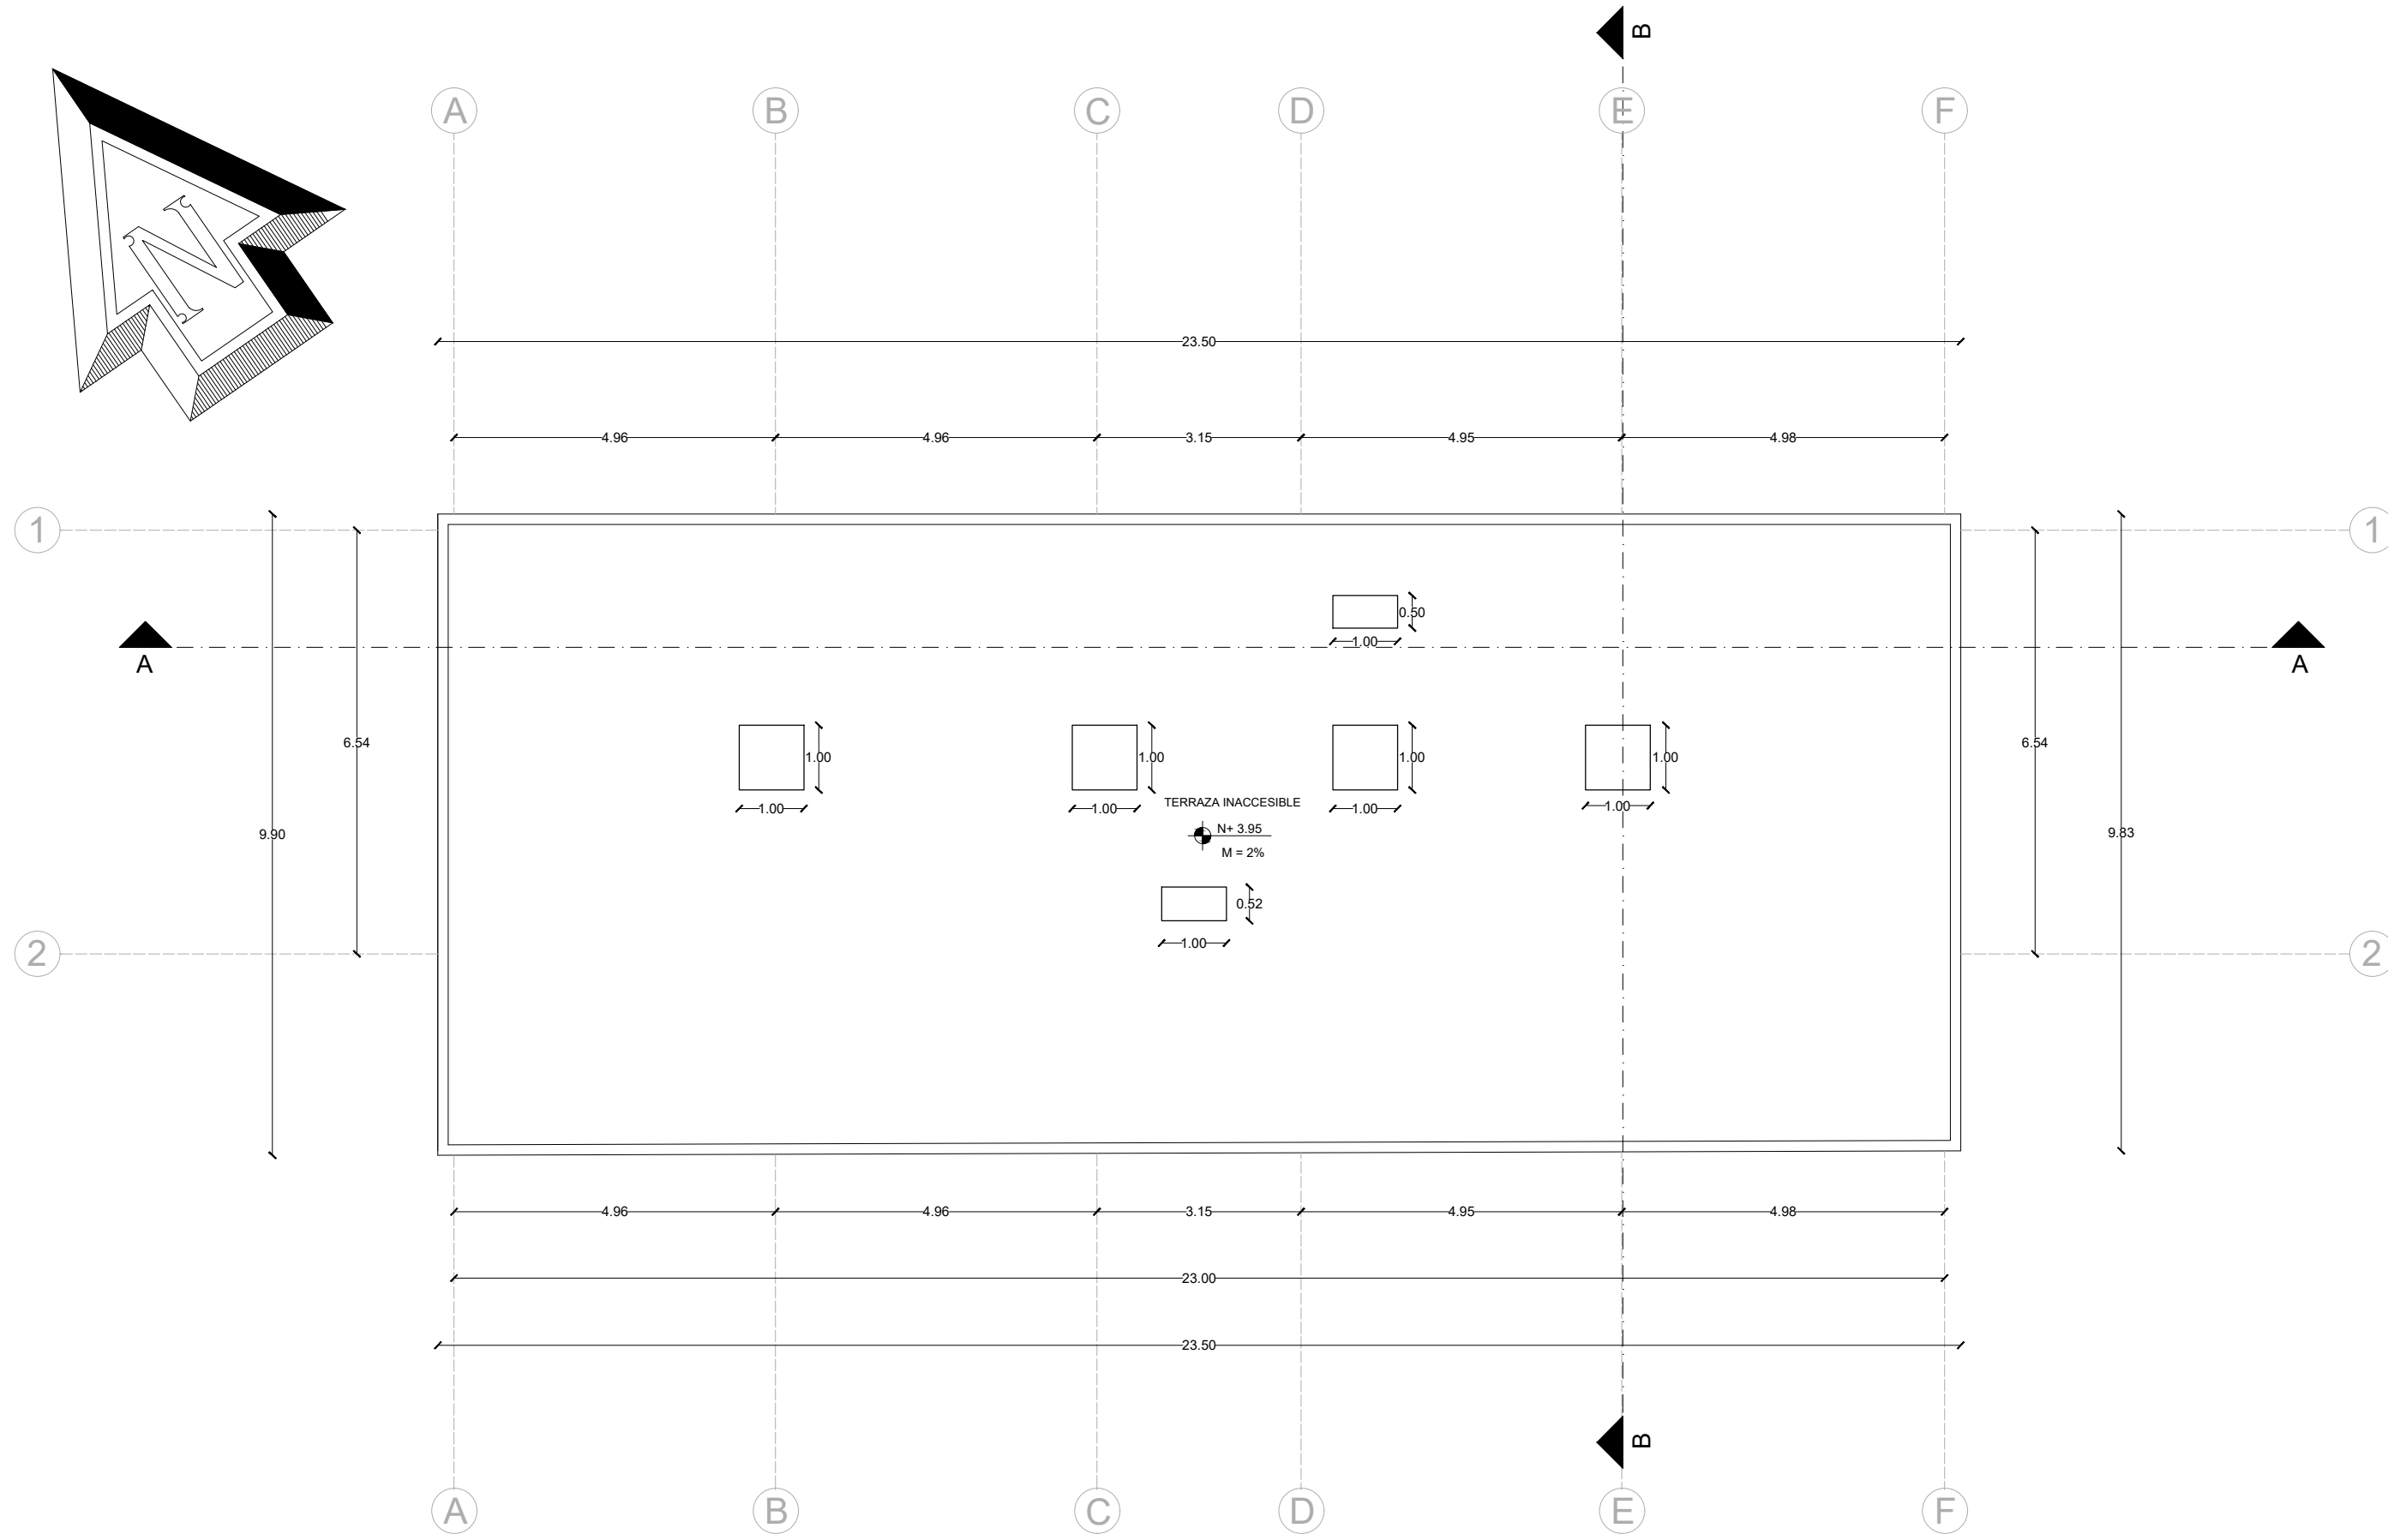 B
A B C D E F
N
23.50
4.96 4.96 3.15 4.95 4.98
1 1
0.50
1.00
A A
6.54 6.54
1.00 1.00 1.00 1.00
1.00 1.00 1.00 1.00
TERRAZA INACCESIBLE
N+ 3.95
9.90 9.83
M = 2%
0.52
1.00
2 2
4.96 4.96 3.15 4.95 4.98
23.00
23.50
B
A B C D E F